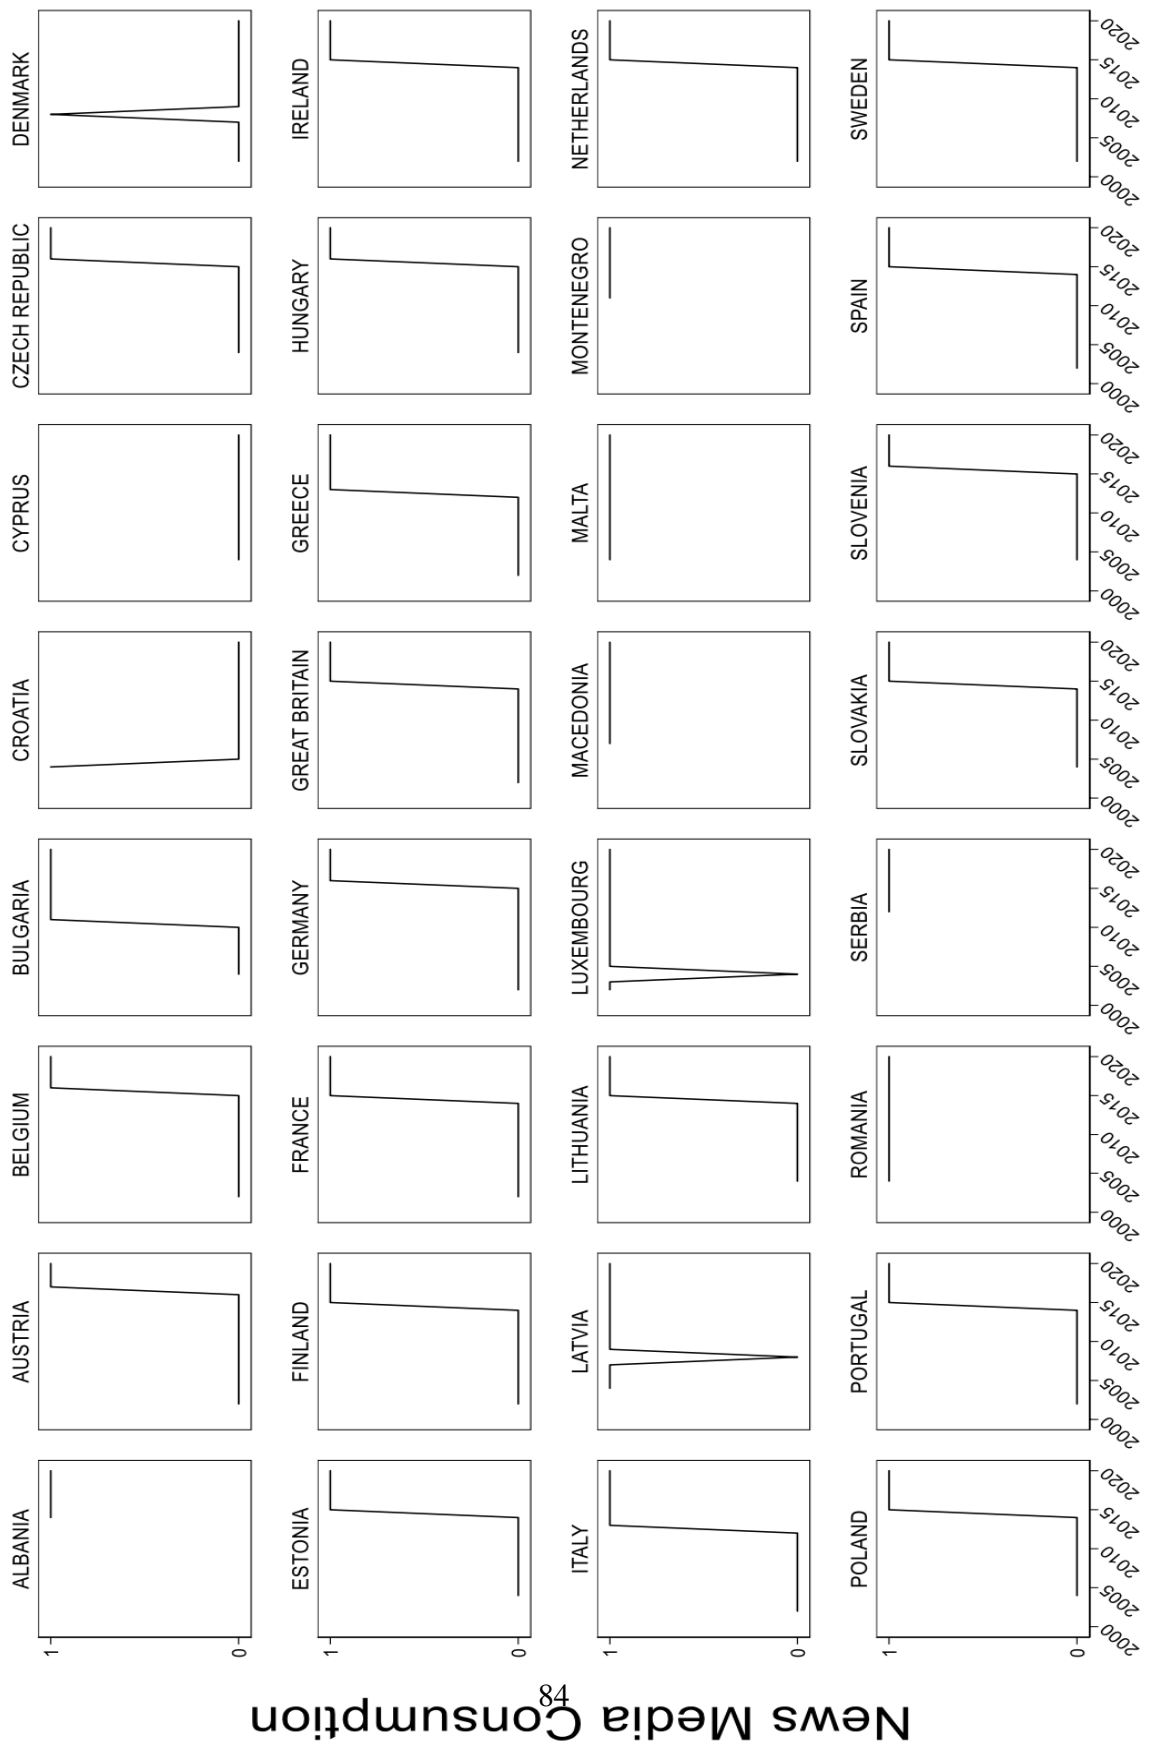 News Media Consumption
84
ALBANIA AUSTRIA BELGIUM BULGARIA CROATIA CYPRUS CZECH REPUBLIC DENMARK
1
0
ESTONIA FINLAND FRANCE GERMANY GREAT BRITAIN GREECE HUNGARY IRELAND
1
0
ITALY LATVIA LITHUANIA LUXEMBOURG MACEDONIA MALTA MONTENEGRO NETHERLANDS
1
0
POLAND PORTUGAL ROMANIA SERBIA SLOVAKIA SLOVENIA SPAIN SWEDEN
1
0
2000 2005 2010 2015 2020 2000 2005 2010 2015 2020 2000 2005 2010 2015 2020 2000 2005 2010 2015 2020 2000 2005 2010 2015 2020 2000 2005 2010 2015 2020 2000 2005 2010 2015 2020 2000 2005 2010 2015 2020